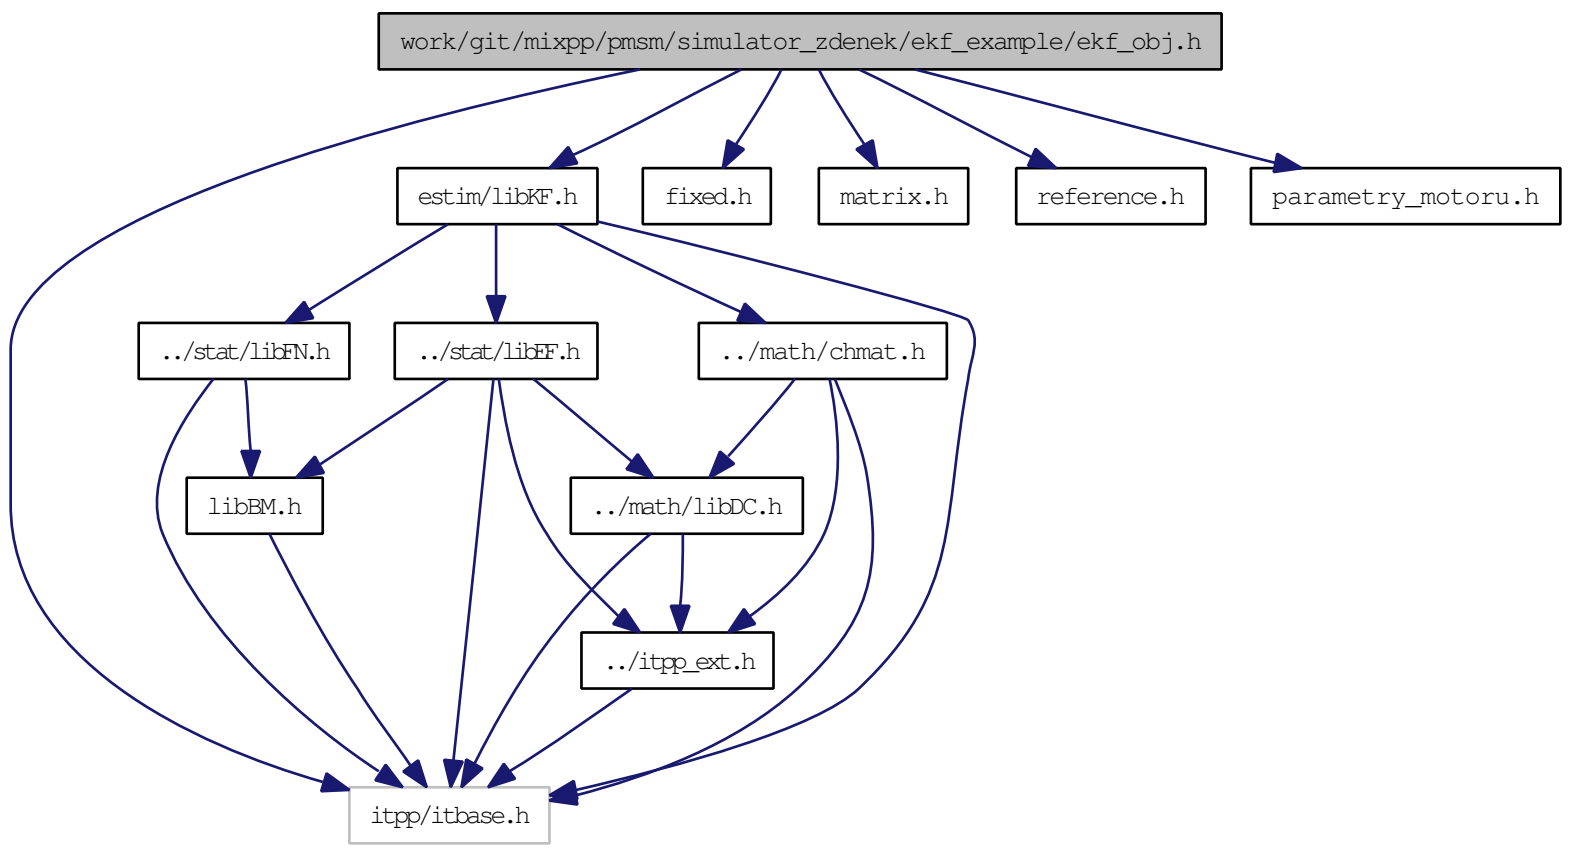 work/git/mixpp/pmsm/simulator_zdenek/ekf_example/ekf_obj.h
estim/libKF.h
fixed.h
matrix.h
reference.h
parametry_motoru.h
../stat/libFN.h
../stat/libEF.h
../math/chmat.h
libBM.h
../math/libDC.h
../itpp_ext.h
itpp/itbase.h